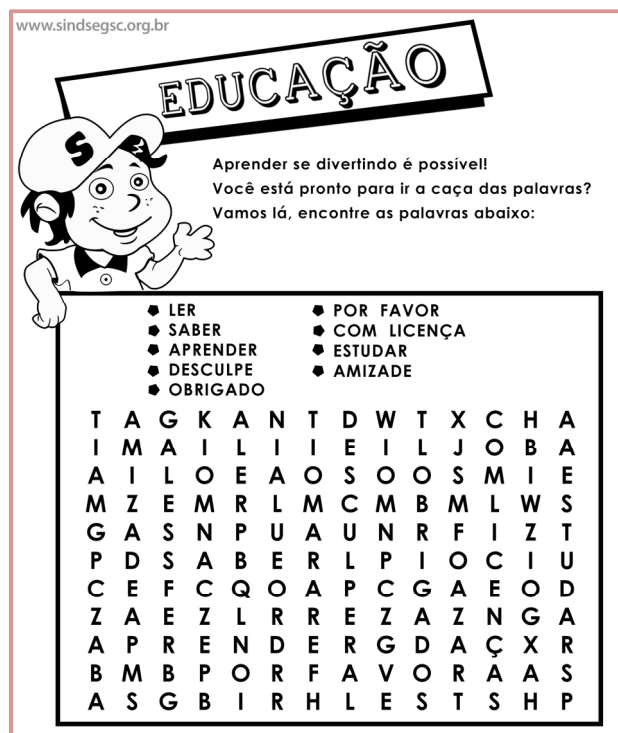 www.sindsegsc.org.br
EDUCAÇÃO
S
Aprender se divertindo é possível!
Você está pronto para ir a caça das palavras?
Vamos lá, encontre as palavras abaixo:
LER
SABER
APRENDER
DESCULPE
OBRIGADO
POR FAVOR
COM LICENÇA
ESTUDAR
AMIZADE
T A G K A N T D W T X C H A
I M A I L I I E I L J O B A
A I L O E A O S O O S M I E
M Z E M R L M C M B M L W S
G A S N P U A U N R F I Z T
P D S A B E R L P I O C I U
C E F C Q O A P C G A E O D
Z A E Z L R R E Z A Z N G A
A P R E N D E R G D A Ç X R
B M B P O R F A V O R A A S
A S G B I R H L E S T S H P